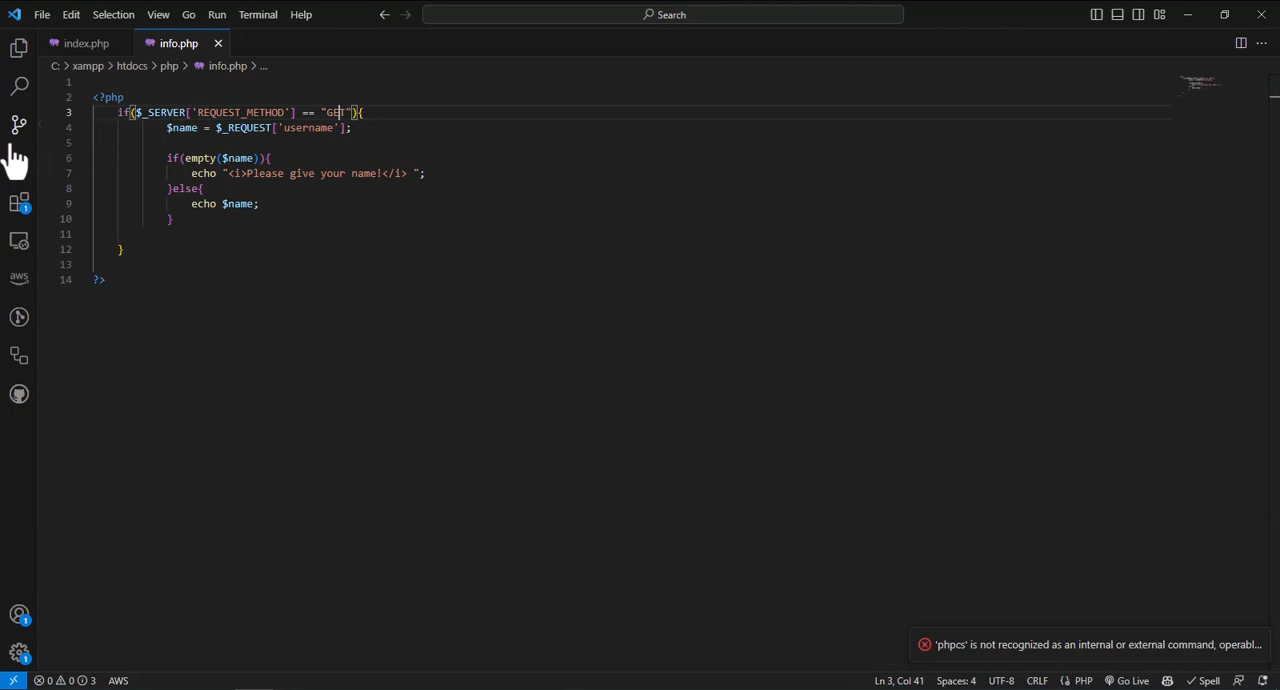 File Edit Selection View Go Run Terminal Help
Search
index.php
info.php
C: > xampp > htdocs > php > info.php > ...
1
2 <?php
3 if($_SERVER['REQUEST_METHOD'] == "GET"){
4 $name = $_REQUEST['username'];
5
6 if(empty($name)){
7 echo "<i>Please give your name!</i> ";
8 }else{
9 echo $name;
10 }
11
12 }
13
14 ?>
1
aws
1
1
'phpcs' is not recognized as an internal or external command, operabl...
0 0 3 AWS Ln 3, Col 41 Spaces: 4 UTF-8 CRLF {} PHP Go Live Spell